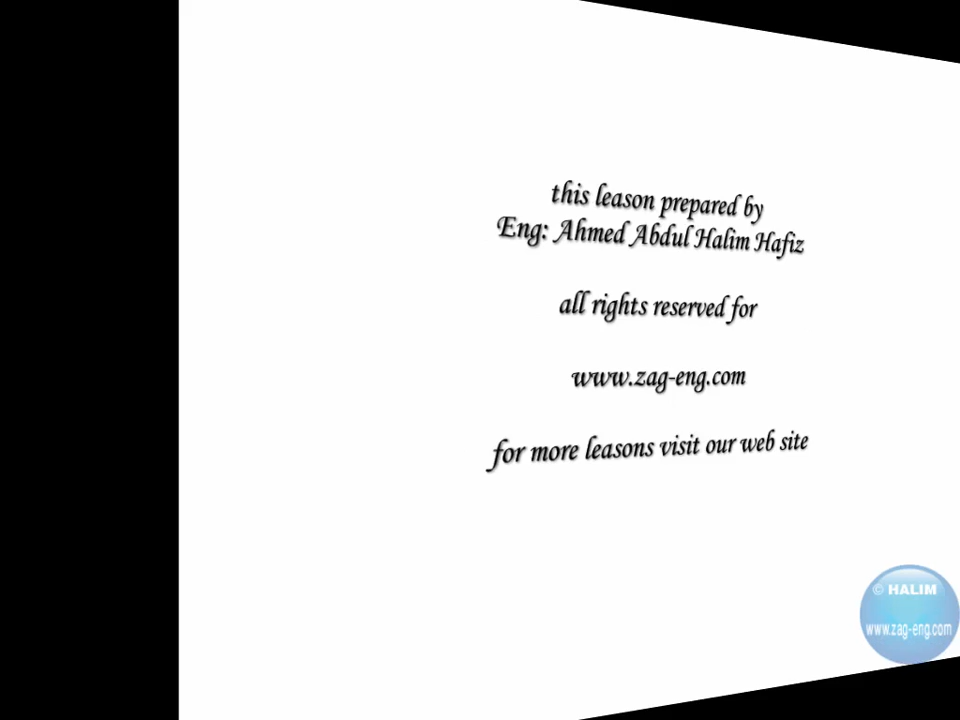 this leason prepared by
Eng: Ahmed Abdul Halim Hafiz
all rights reserved for
www.zag-eng.com
for more leasons visit our web site
© HALIM
www.zag-eng.com